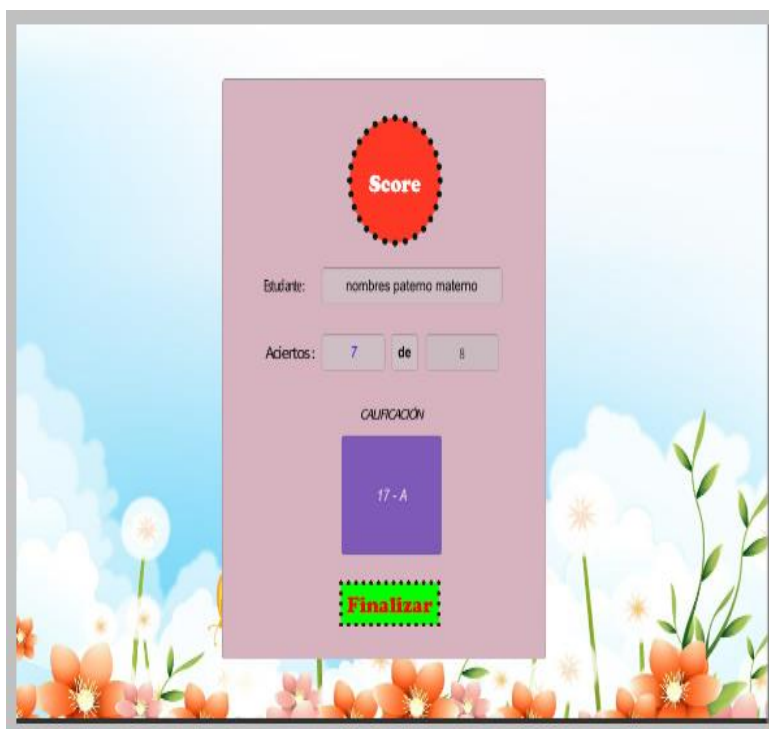 Score
Estudiante: nombres paterno materno
Aciertos: 7 de 8
CALIFICACIÓN
17 - A
Finalizar